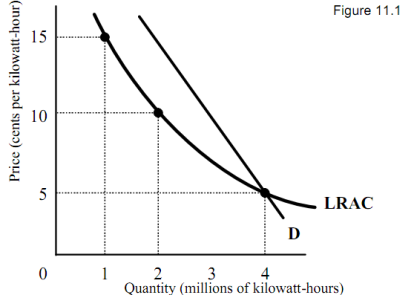 Figure 11.1
Price (cents per kilowatt-hour)
15
10
5
LRAC
D
0 1 2 3 4
Quantity (millions of kilowatt-hours)